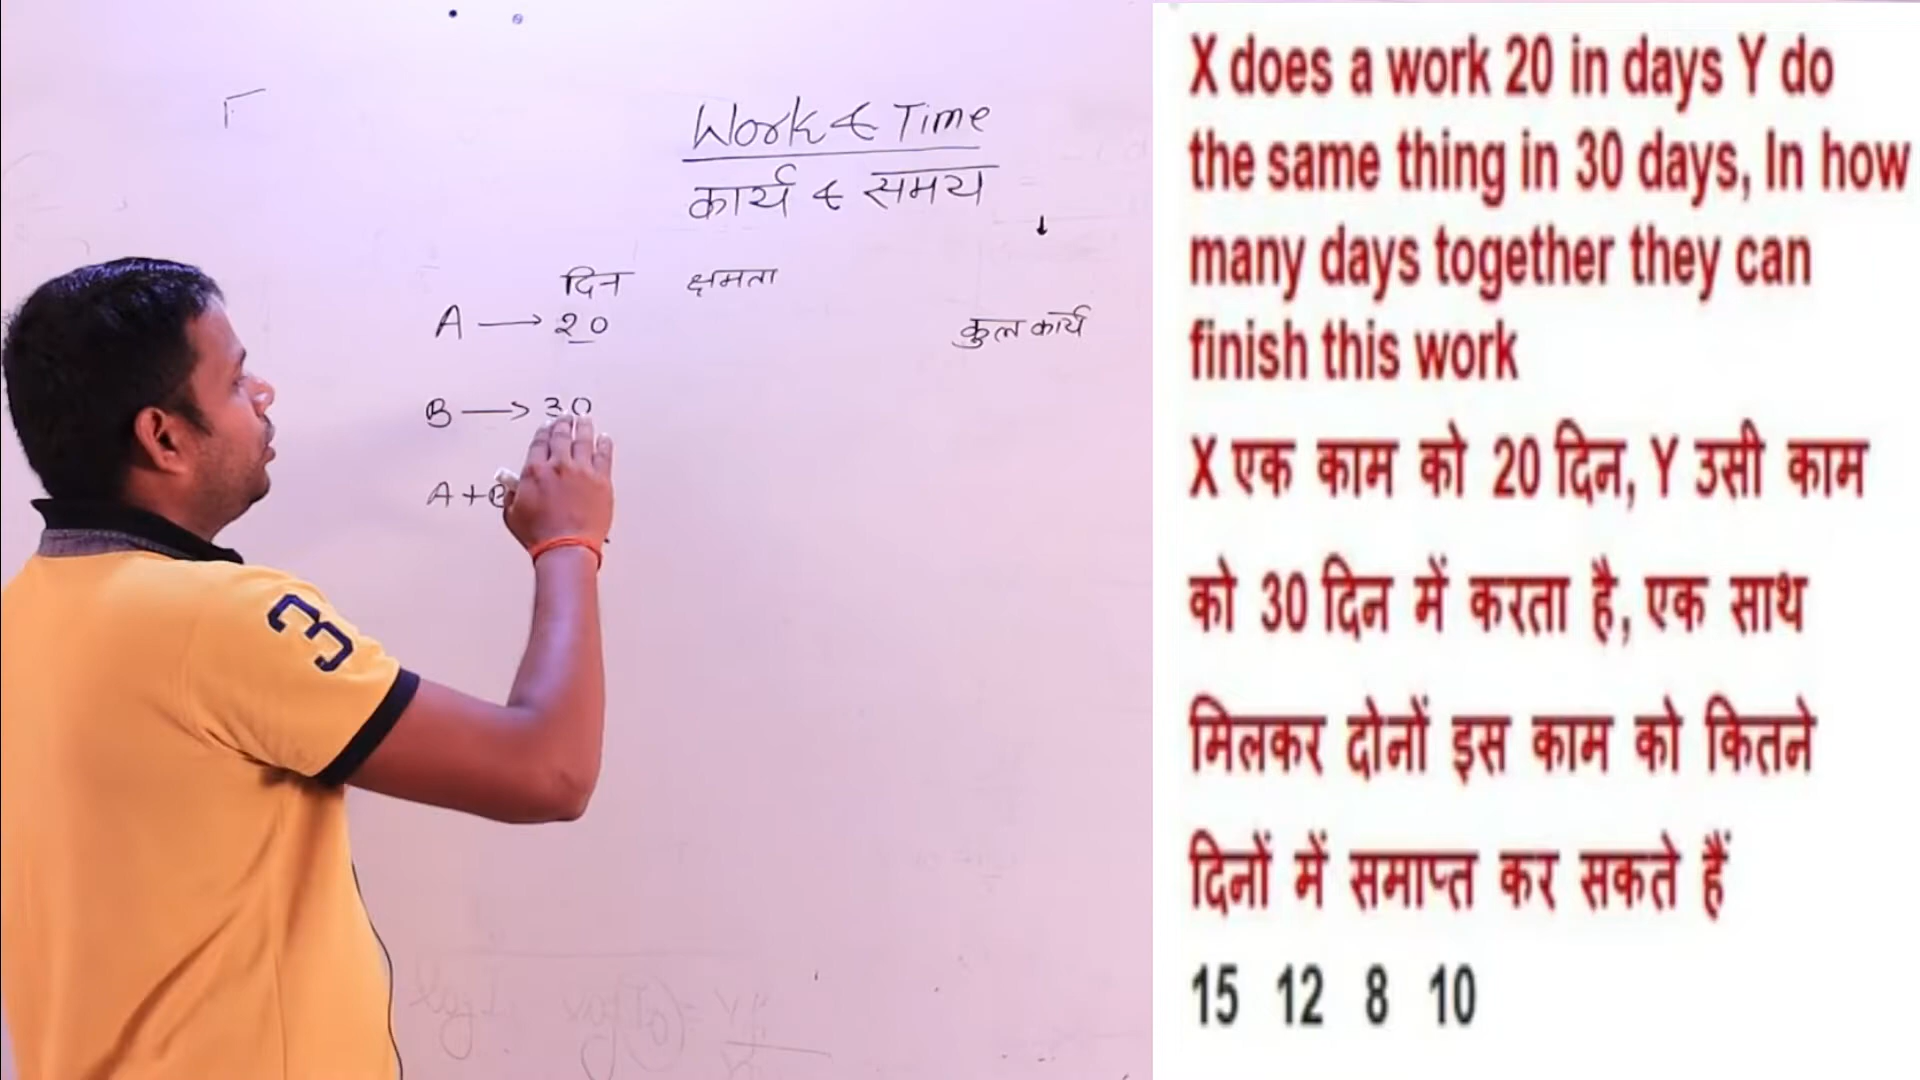 Work & Time
कार्य & समय
दिन क्षमता
A → 20
कुल कार्य
B → 30
A + B
3
X does a work 20 in days Y do
the same thing in 30 days, In how
many days together they can
finish this work
X एक काम को 20 दिन, Y उसी काम
को 30 दिन में करता है, एक साथ
मिलकर दोनों इस काम को कितने
दिनों में समाप्त कर सकते हैं
15 12 8 10